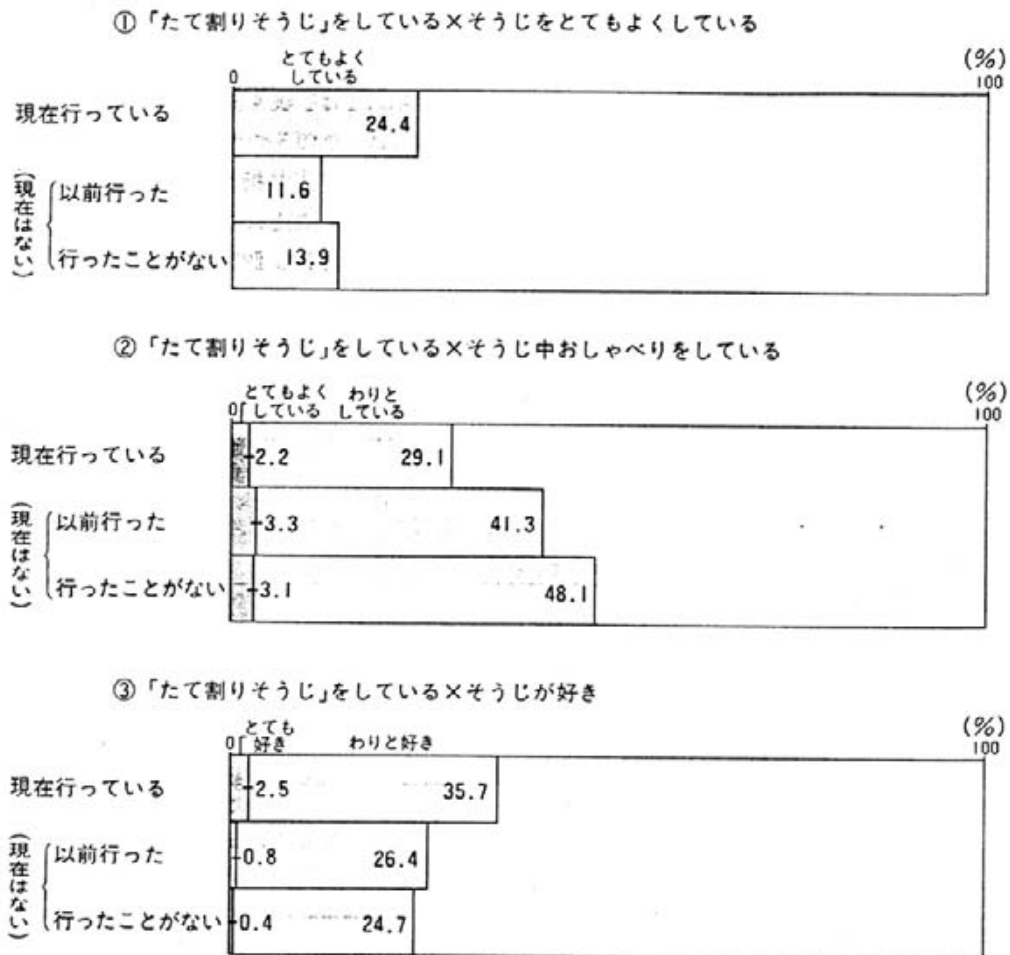 ①「たて割りそうじ」をしている×そうじをとてもよくしている
(%)
0
とてもよく
している
100
現在行っている
24.4
(現在はない)
以前行った
11.6
行ったことがない
13.9
②「たて割りそうじ」をしている×そうじ中おしゃべりをしている
(%)
0
とてもよく
している
わりと
している
100
現在行っている
2.2
29.1
(現在はない)
以前行った
3.3
41.3
行ったことがない
3.1
48.1
③「たて割りそうじ」をしている×そうじが好き
(%)
0
とても
好き
わりと好き
100
現在行っている
2.5
35.7
(現在はない)
以前行った
0.8
26.4
行ったことがない
0.4
24.7